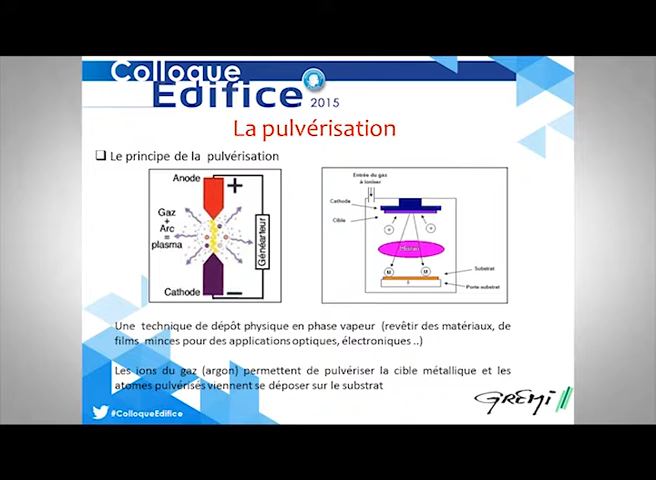 Colloque
Edifice 2015
La pulvérisation
Le principe de la pulvérisation
Anode
+
Gaz
+
Arc
=
plasma
Générateur
Cathode
−
Entrée du gaz
à ioniser
Cathode
Cible
+
+
Plasma
M
M
Substrat
Porte-substrat
Une technique de dépôt physique en phase vapeur (revêtir des matériaux, de
films minces pour des applications optiques, électroniques ..)
Les ions du gaz (argon) permettent de pulvériser la cible métallique et les
atomes pulvérisés viennent se déposer sur le substrat
#ColloqueEdifice
GREMI